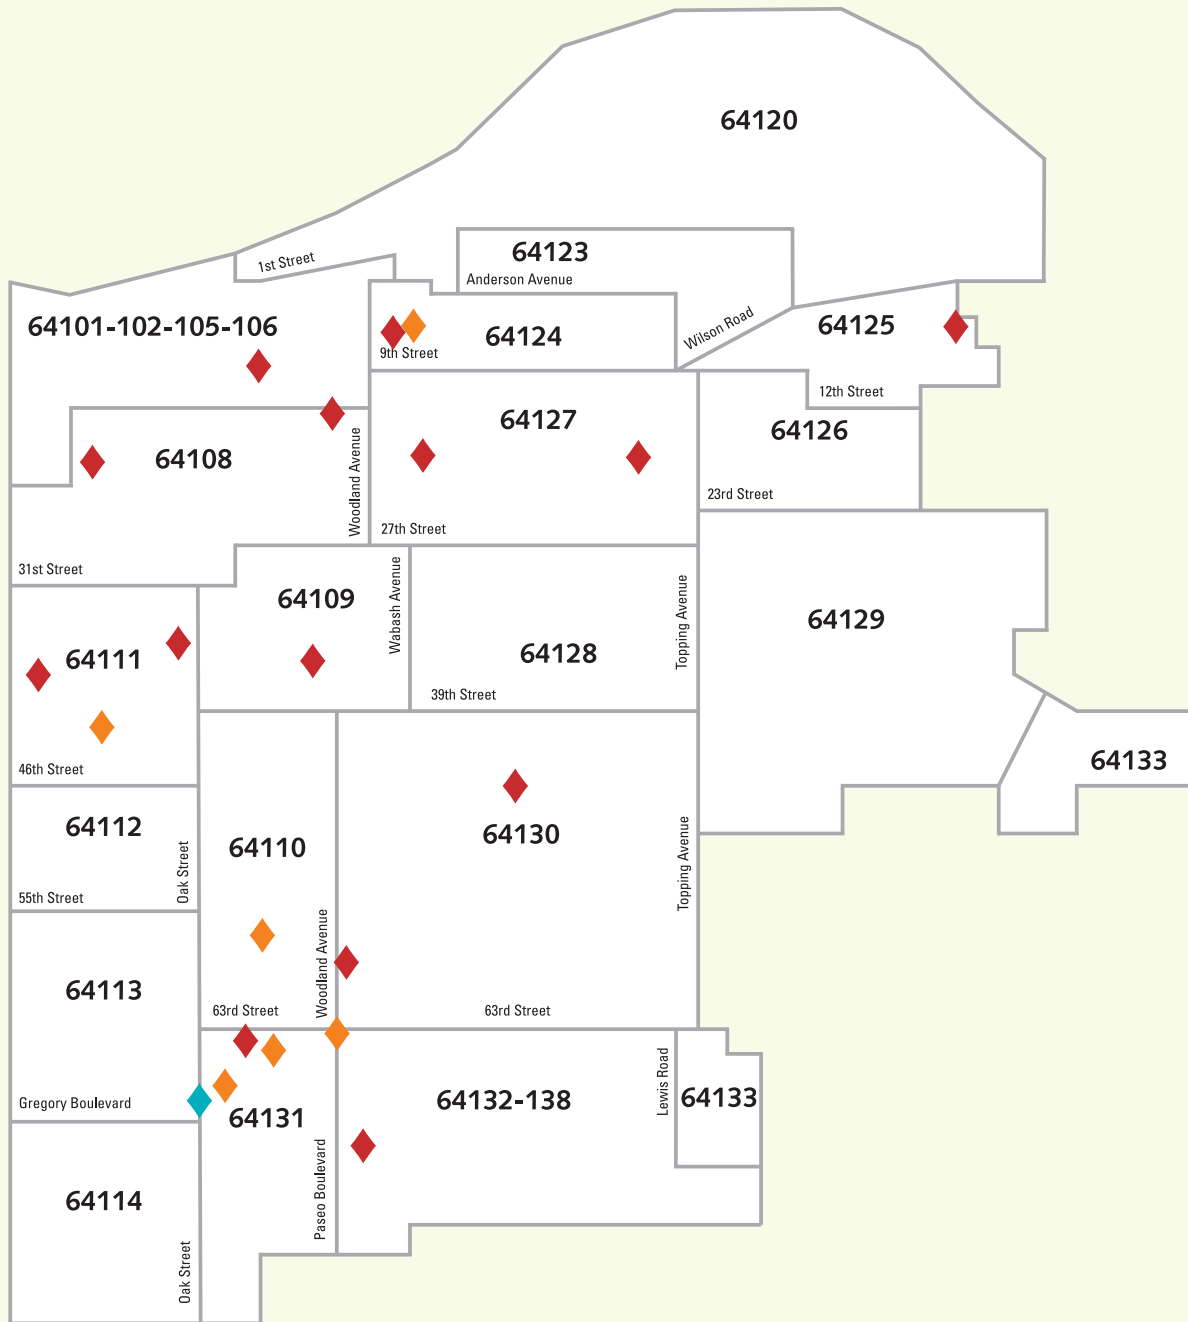 64120
64123
1st Street
Anderson Avenue
64101-102-105-106
64124
Wilson Road
64125
9th Street
12th Street
64127
64126
64108
Woodland Avenue
23rd Street
27th Street
31st Street
64109
Wabash Avenue
64129
64111
64128
Topping Avenue
39th Street
46th Street
64133
64112
64110
64130
Oak Street
Topping Avenue
55th Street
64113
Woodland Avenue
63rd Street
63rd Street
Gregory Boulevard
64131
64132-138
Lewis Road
64133
64114
Paseo Boulevard
Oak Street